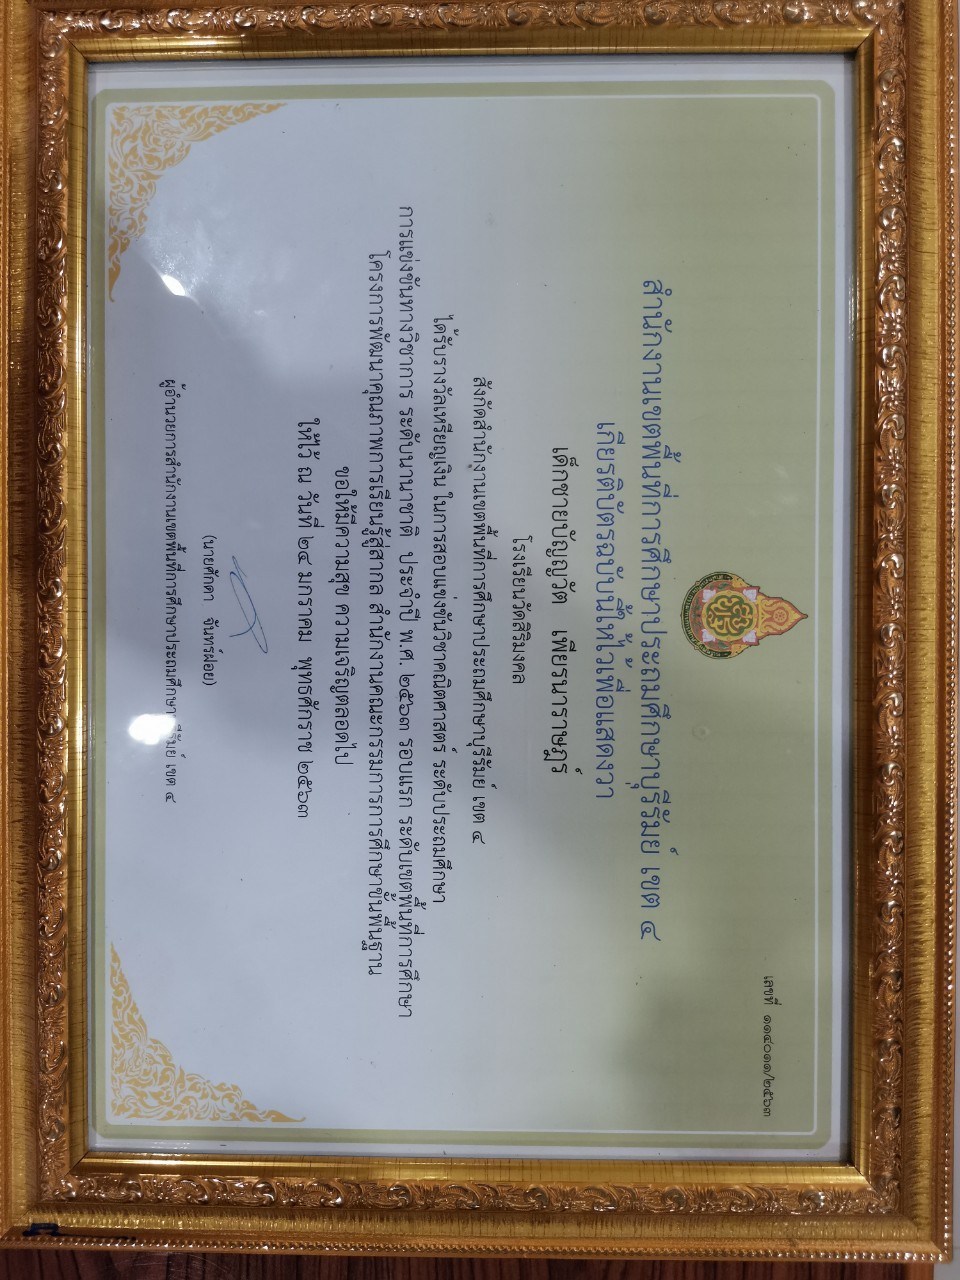 เลขที่ ๑๑๔๐๑๑/๒๕๖๓
สำนักงานเขตพื้นที่การศึกษาประถมศึกษาบุรีรัมย์ เขต ๔
เกียรติบัตรฉบับนี้ให้ไว้เพื่อแสดงว่า
เด็กชายปัญญวัต เพียรนาราษฎร์
โรงเรียนวัดสิริมงคล
สังกัดสำนักงานเขตพื้นที่การศึกษาประถมศึกษาบุรีรัมย์ เขต ๔
ได้รับรางวัลเหรียญเงิน ในการสอบแข่งขันวิชาคณิตศาสตร์ ระดับประถมศึกษา
การแข่งขันทางวิชาการ ระดับนานาชาติ ประจำปี พ.ศ. ๒๕๖๓ รอบแรก ระดับเขตพื้นที่การศึกษา
โครงการพัฒนาคุณภาพการเรียนรู้สู่สากล สำนักงานคณะกรรมการการศึกษาขั้นพื้นฐาน
ขอให้มีความสุข ความเจริญตลอดไป
ให้ไว้ ณ วันที่ ๒๔ มกราคม พุทธศักราช ๒๕๖๓
(นายศักดา จันทร์ฝอย)
ผู้อำนวยการสำนักงานเขตพื้นที่การศึกษาประถมศึกษา เขต ๔